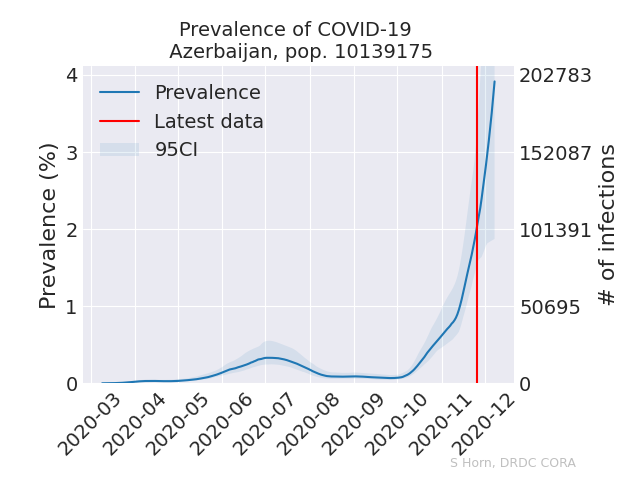 Prevalence of COVID-19
Azerbaijan, pop. 10139175
Prevalence
Latest data
95CI
Prevalence (%)
4
3
2
1
0
202783
152087
101391
50695
0
# of infections
2020-03
2020-04
2020-05
2020-06
2020-07
2020-08
2020-09
2020-10
2020-11
2020-12
S Horn, DRDC CORA